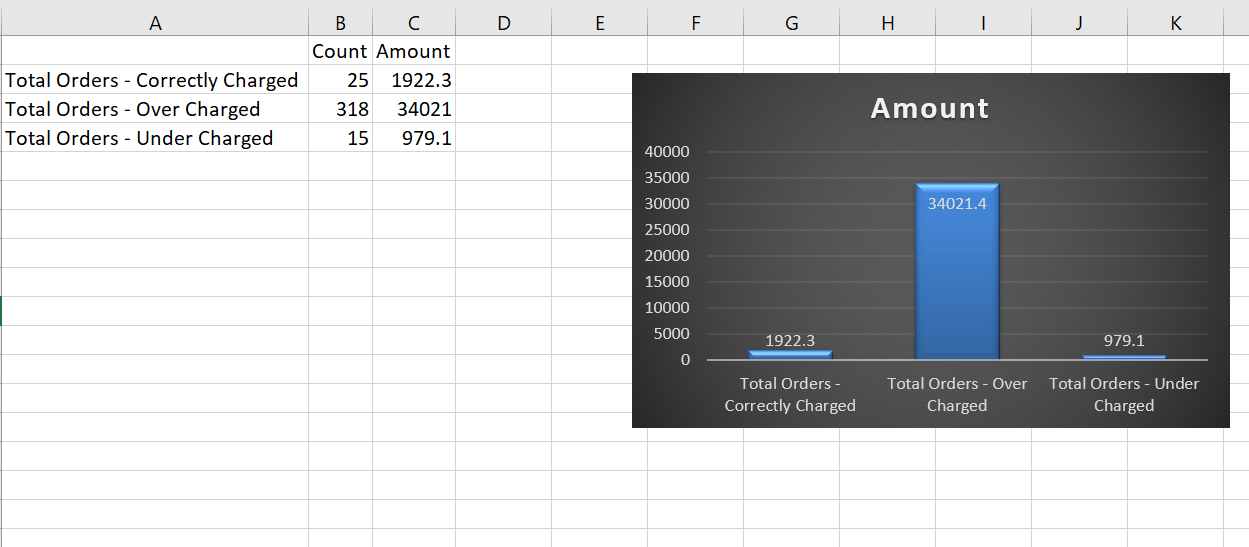 A B C D E F G H I J K
Count Amount
Total Orders - Correctly Charged 25 1922.3
Total Orders - Over Charged 318 34021
Total Orders - Under Charged 15 979.1
Amount
40000
35000
30000
25000
20000
15000
10000
5000
0
34021.4
1922.3
979.1
Total Orders -
Correctly Charged
Total Orders - Over
Charged
Total Orders - Under
Charged